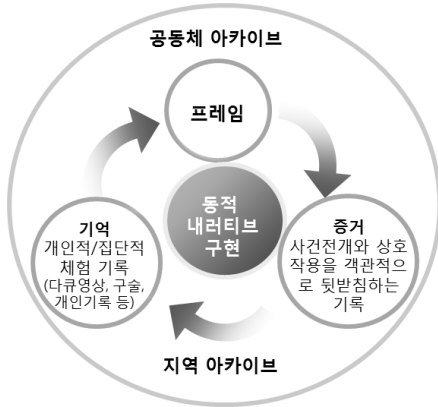 공동체 아카이브
프레임
동적
내러티브
구현
기억
개인적/집단적
체험 기록
(다큐영상, 구술,
개인기록 등)
증거
사건전개와 상호
작용을 객관적으
로 뒷받침하는
기록
지역 아카이브